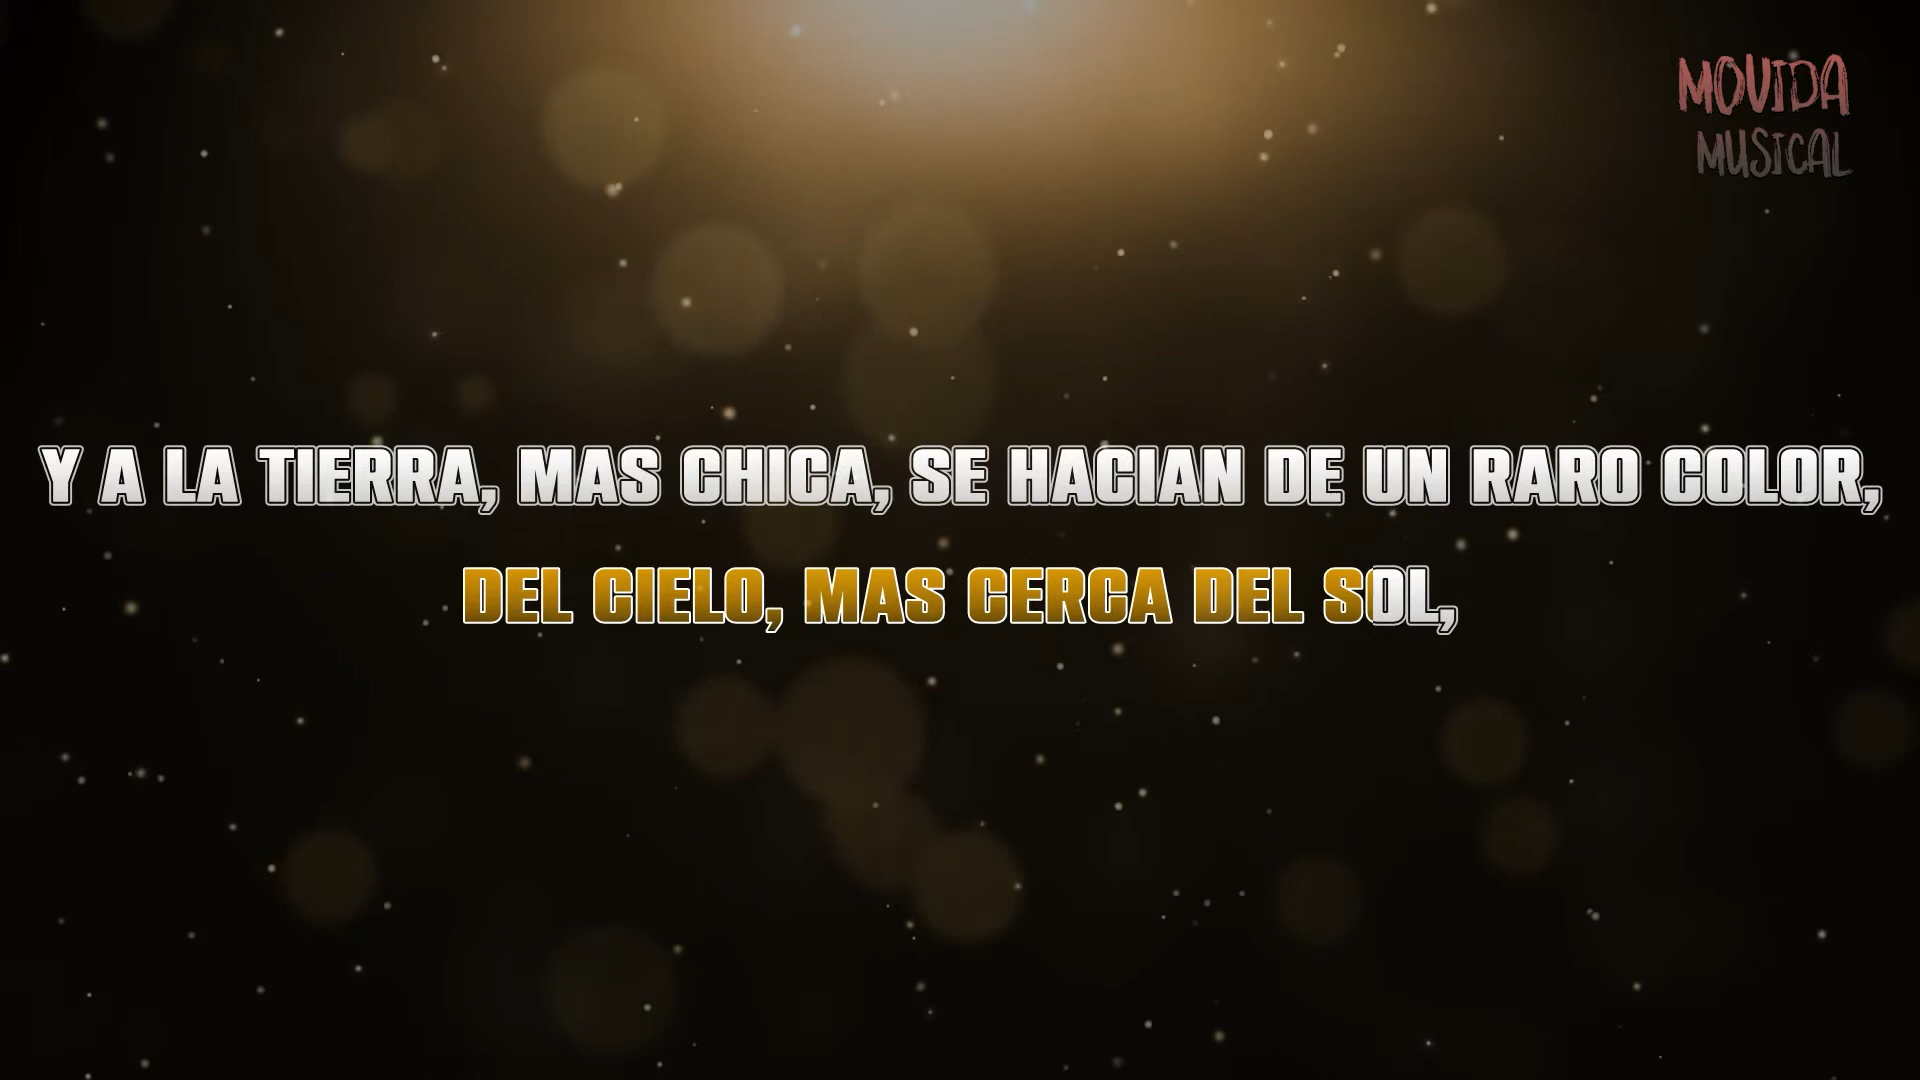 MOVIDA
MUSICAL
Y A LA TIERRA, MAS CHICA, SE HACIAN DE UN RARO COLOR,
DEL CIELO, MAS CERCA DEL SOL,